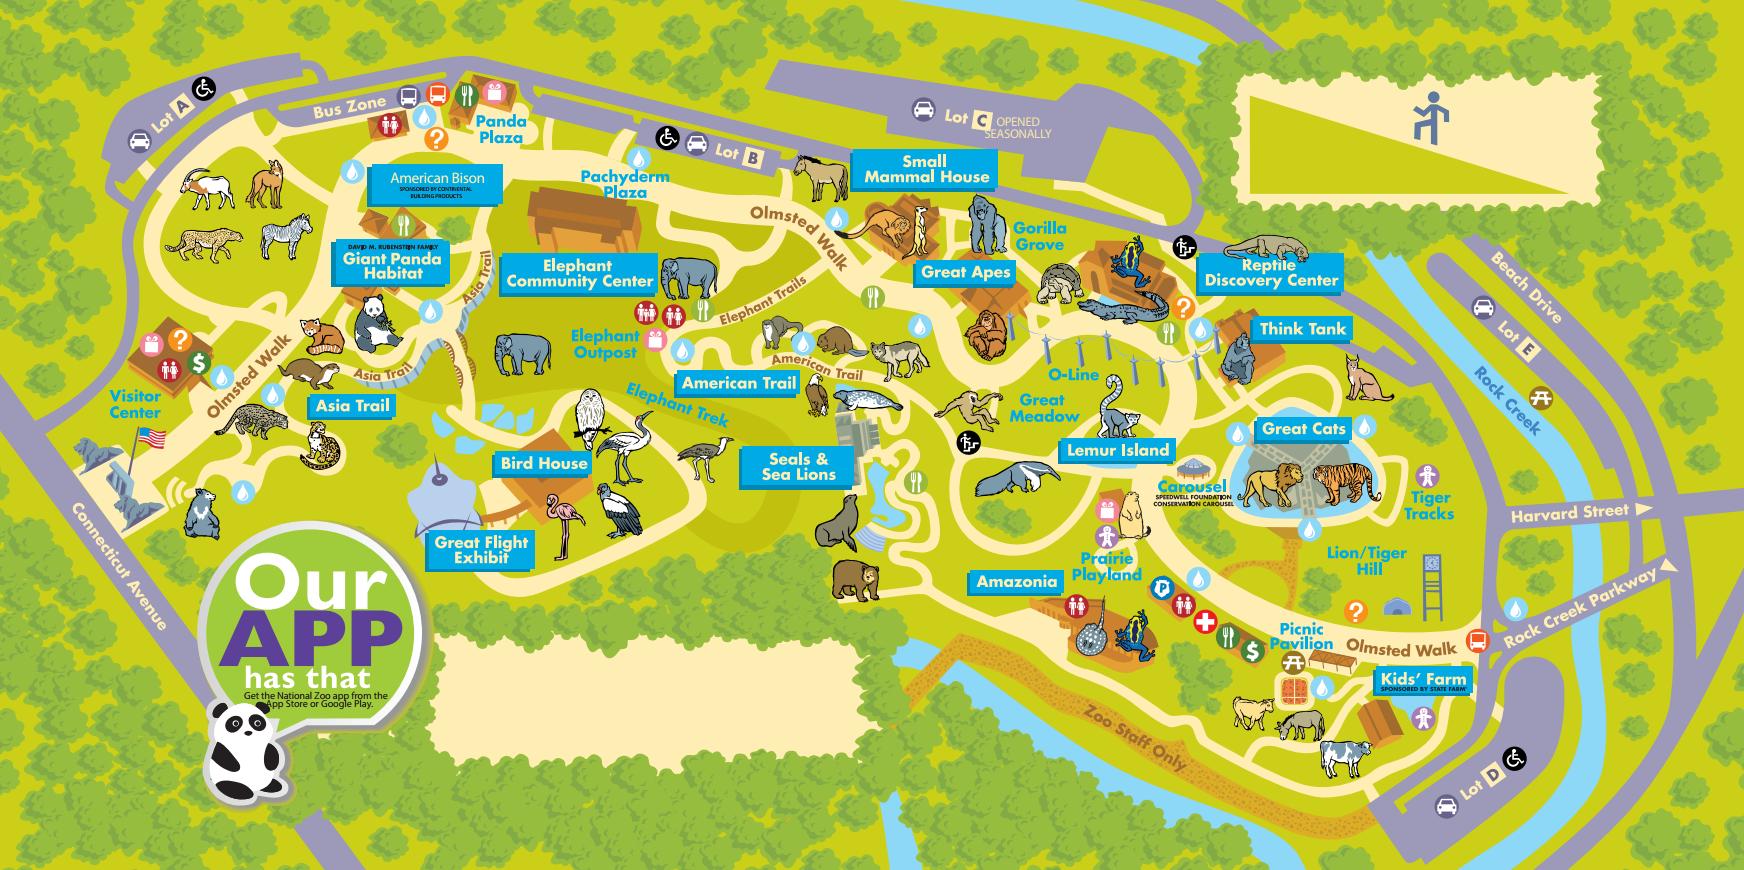 Lot A
Bus Zone
Panda
Plaza
Lot B
Lot C OPENED
SEASONALLY
American Bison
SPONSORED BY CONTINENTAL
BUILDING PRODUCTS
Pachyderm
Plaza
Small
Mammal House
Olmsted Walk
Gorilla
Grove
DAVID M. RUBENSTEIN FAMILY
Giant Panda
Habitat
Asia Trail
Elephant
Community Center
Great Apes
Reptile
Discovery Center
Beach Drive
Lot E
Elephant Trails
Elephant
Outpost
Think Tank
Olmsted Walk
Asia Trail
American Trail
American Trail
O-Line
Rock Creek
Visitor
Center
$
Asia Trail
Elephant Trek
Great
Meadow
Great Cats
Bird House
Seals &
Sea Lions
Lemur Island
Carousel
SPEEDWELL FOUNDATION
CONSERVATION CAROUSEL
Tiger
Tracks
Connecticut Avenue
Harvard Street
Great Flight
Exhibit
Prairie
Playland
Lion/Tiger
Hill
Amazonia
P
Rock Creek Parkway
Our
APP
has that
Get the National Zoo app from the
App Store or Google Play.
$
Picnic
Pavilion
Olmsted Walk
Kids' Farm
SPONSORED BY STATE FARM®
Zoo Staff Only
Lot D
?
?
?
?